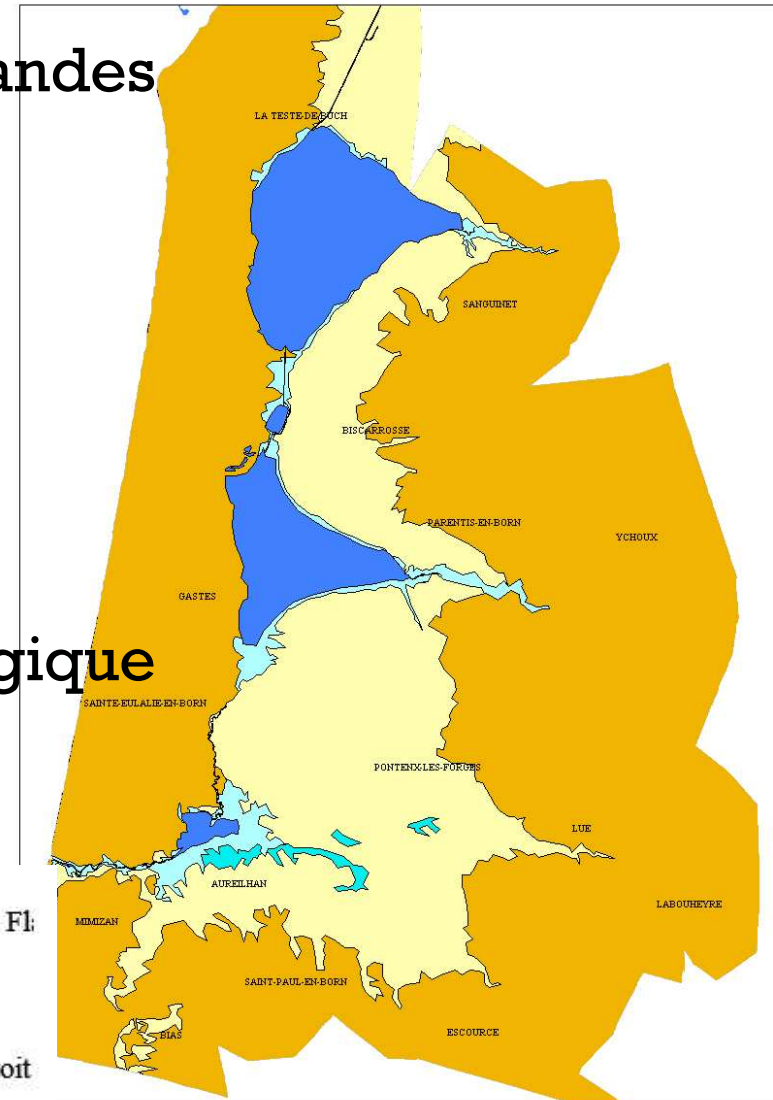 andes
LA TESTE-DE-BUCH
SANGUINET
BISCARROSSE
PARENTIS-EN-BORN
YCHOUX
GASTES
gique
SAINTE-EULALIE-EN-BORN
PONTENX-LES-FORGES
LUE
AUREILHAN
LABOUHEYRE
Fl
MIMIZAN
SAINT-PAUL-EN-BORN
ESCOURCE
BIAS
oit